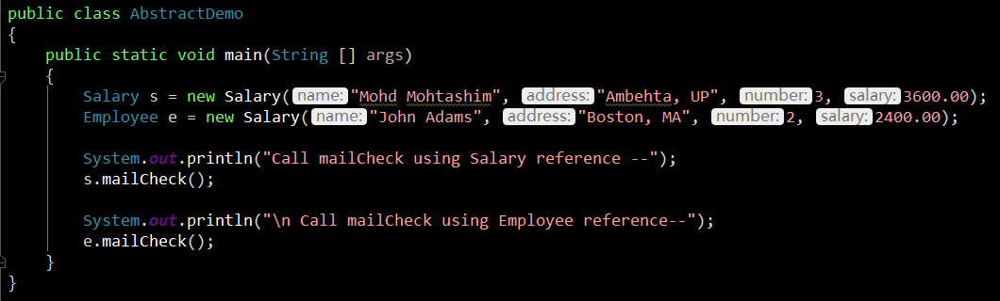 public class AbstractDemo
{
    public static void main(String [] args)
    {
        Salary s = new Salary( name: "Mohd Mohtashim", address: "Ambehta, UP", number: 3, salary: 3600.00);
        Employee e = new Salary( name: "John Adams", address: "Boston, MA", number: 2, salary: 2400.00);

        System.out.println("Call mailCheck using Salary reference --");
        s.mailCheck();

        System.out.println("\n Call mailCheck using Employee reference--");
        e.mailCheck();
    }
}